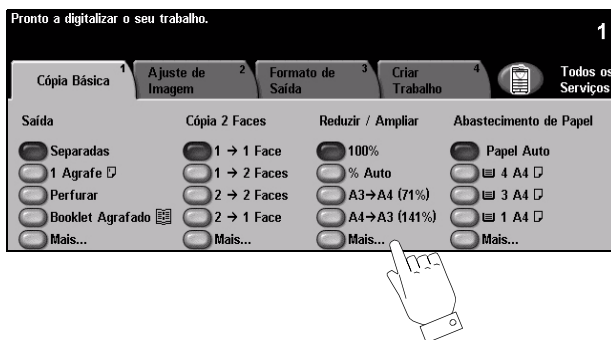 Pronto a digitalizar o seu trabalho.
1
Cópia Básica 1
Ajuste de Imagem 2
Formato de Saída 3
Criar Trabalho 4
Todos os Serviços
Saída
Separadas
1 Agrafe
Perfurar
Booklet Agrafado
Mais...
Cópia 2 Faces
1 → 1 Face
1 → 2 Faces
2 → 2 Faces
2 → 1 Face
Mais...
Reduzir / Ampliar
100%
% Auto
A3→A4 (71%)
A4→A3 (141%)
Mais...
Abastecimento de Papel
Papel Auto
4 A4
3 A4
1 A4
Mais...